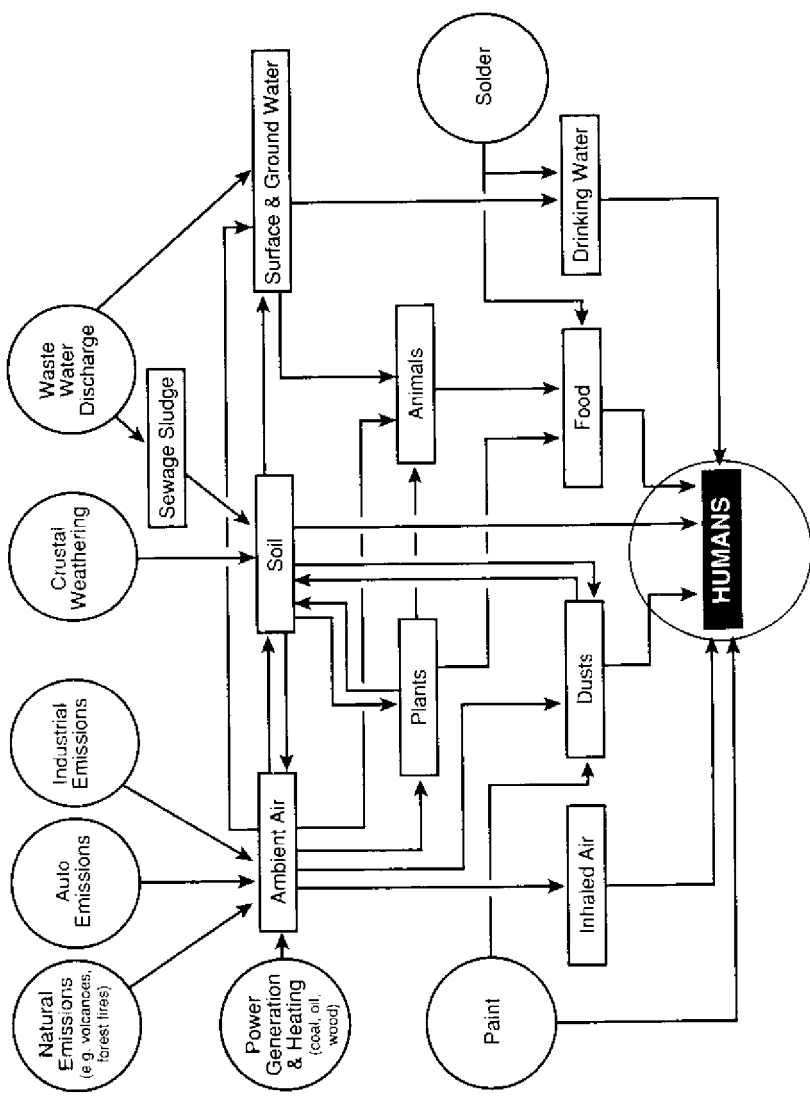 Natural
Emissions
(e.g. volcanoes,
forest fires)
Auto
Emissions
Industrial
Emissions
Crustal
Weathering
Waste
Water
Discharge
Sewage Sludge
Power
Generation
& Heating
(coal, oil,
wood)
Ambient Air
Soil
Surface & Ground Water
Plants
Animals
Solder
Paint
Inhaled Air
Dusts
Food
Drinking Water
HUMANS